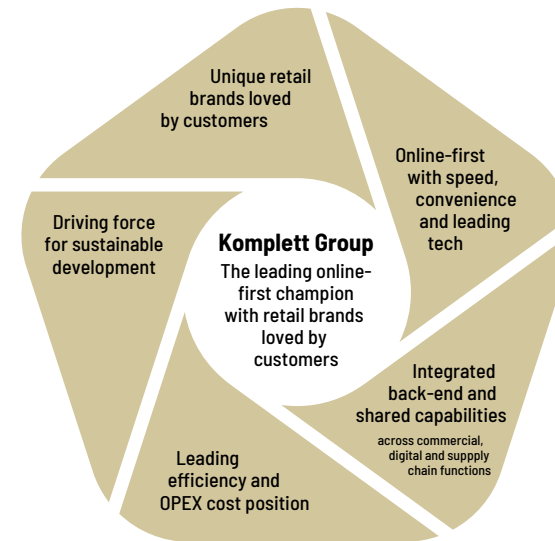 Unique retail
brands loved
by customers
Online-first
with speed,
convenience
and leading
tech
Driving force
for sustainable
development
Komplett Group
The leading online-
first champion
with retail brands
loved by
customers
Integrated
back-end and
shared capabilities
across commercial,
digital and suppply
chain functions
Leading
efficiency and
OPEX cost position